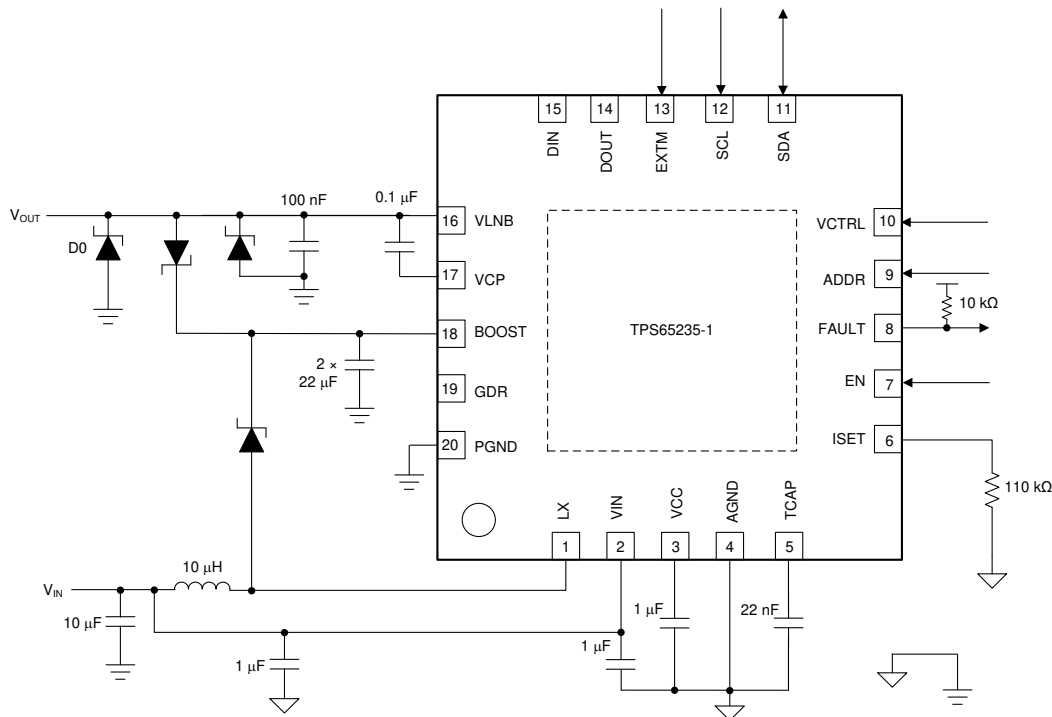 15
14
13
12
11
DIN
DOUT
EXTM
SCL
SDA
V_OUT
D0
100 nF
0.1 μF
16
VLNB
17
VCP
18
BOOST
2 ×
22 μF
19
GDR
20
PGND
TPS65235-1
VCTRL
10
ADDR
9
10 kΩ
FAULT
8
EN
7
ISET
6
110 kΩ
LX
VIN
VCC
AGND
TCAP
1
2
3
4
5
V_IN
10 μH
10 μF
1 μF
1 μF
1 μF
22 nF